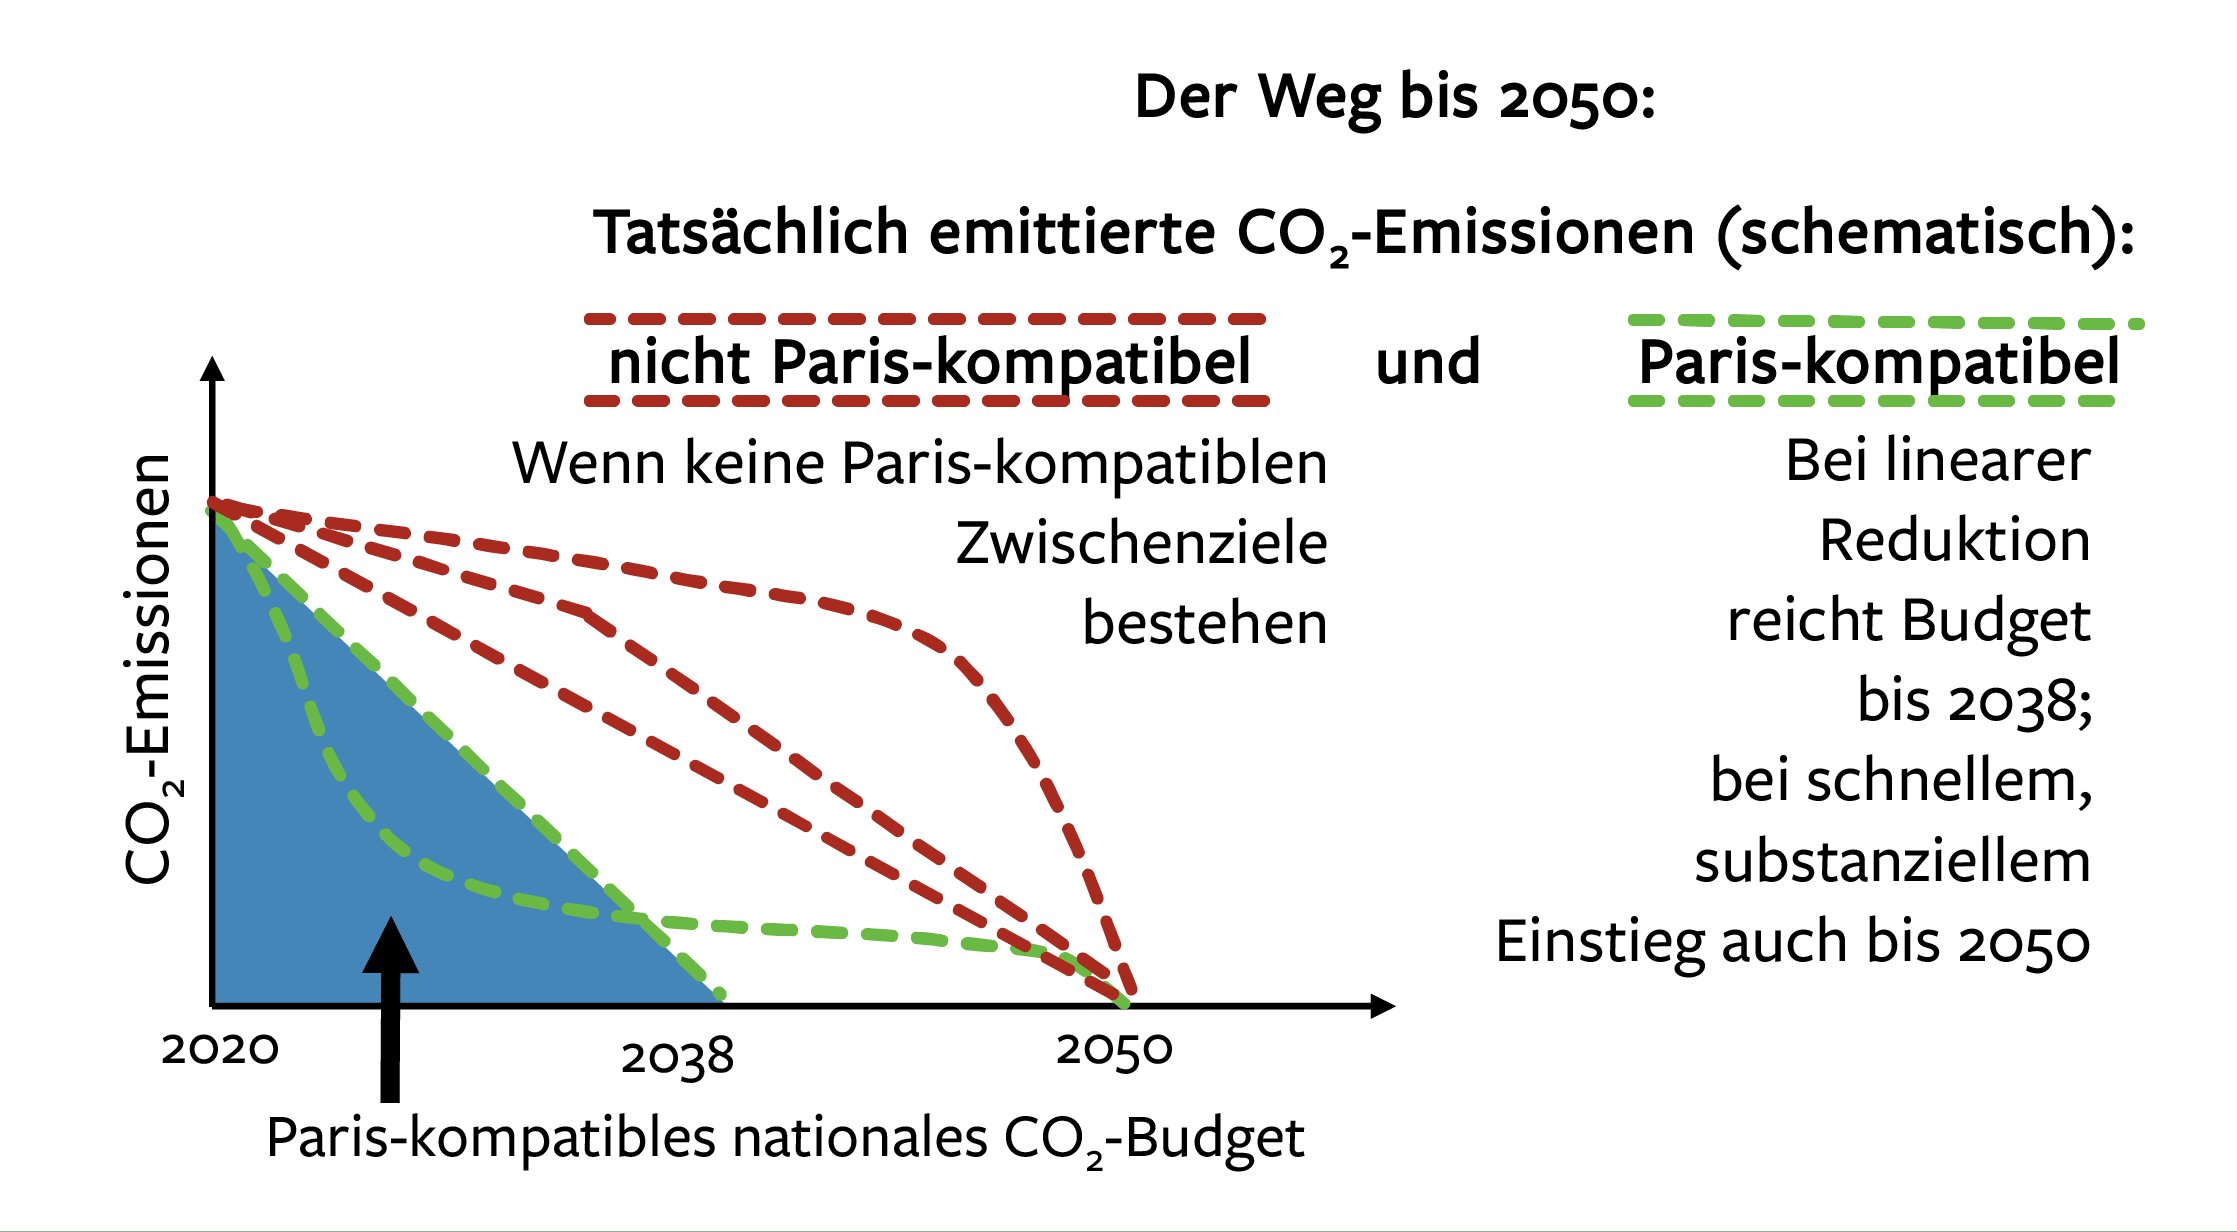 Der Weg bis 2050:
Tatsächlich emittierte CO₂-Emissionen (schematisch):
nicht Paris-kompatibel und Paris-kompatibel
Wenn keine Paris-kompatiblen
Zwischenziele
bestehen
Bei linearer
Reduktion
reicht Budget
bis 2038;
bei schnellem,
substanziellem
Einstieg auch bis 2050
CO₂-Emissionen
2020
2038
2050
Paris-kompatibles nationales CO₂-Budget